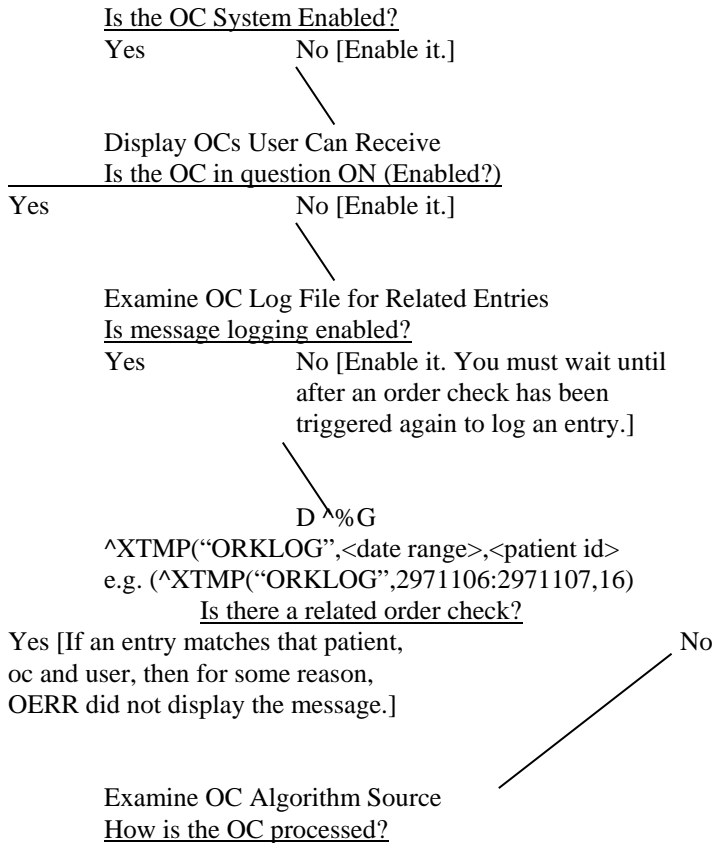 Is the OC System Enabled?
Yes No [Enable it.]
Display OCs User Can Receive
Is the OC in question ON (Enabled?)
Yes No [Enable it.]
Examine OC Log File for Related Entries
Is message logging enabled?
Yes No [Enable it. You must wait until
after an order check has been
triggered again to log an entry.]
D ^%G
^XTMP(“ORKLOG”,<date range>,<patient id>
e.g. (^XTMP(“ORKLOG”,2971106:2971107,16)
Is there a related order check?
Yes [If an entry matches that patient, No
oc and user, then for some reason,
OERR did not display the message.]
Examine OC Algorithm Source
How is the OC processed?